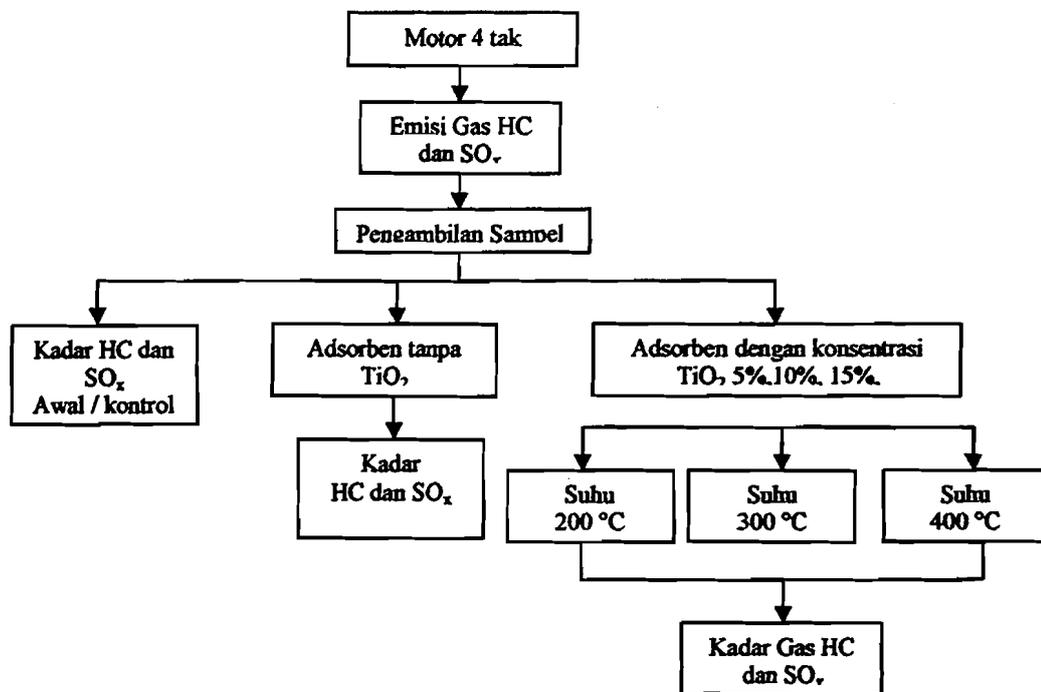 Motor 4 tak
Emisi Gas HC
dan SOₓ
Pengambilan Sampel
Kadar HC dan
SOₓ
Awal / kontrol
Adsorben tanpa
TiO₂
Adsorben dengan konsentrasi
TiO₂ 5%, 10%, 15%.
Kadar
HC dan SOₓ
Suhu
200 °C
Suhu
300 °C
Suhu
400 °C
Kadar Gas HC
dan SOₓ